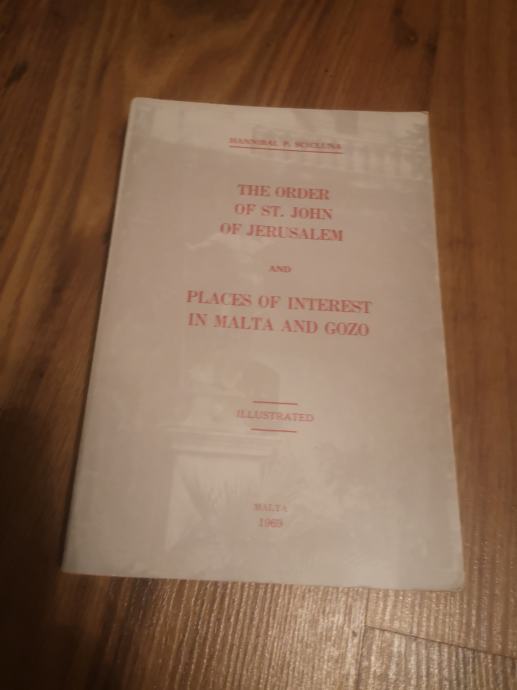 HANNIBAL P. SCICLUNA
THE ORDER
OF ST. JOHN
OF JERUSALEM
AND
PLACES OF INTEREST
IN MALTA AND GOZO
ILLUSTRATED
MALTA
1969